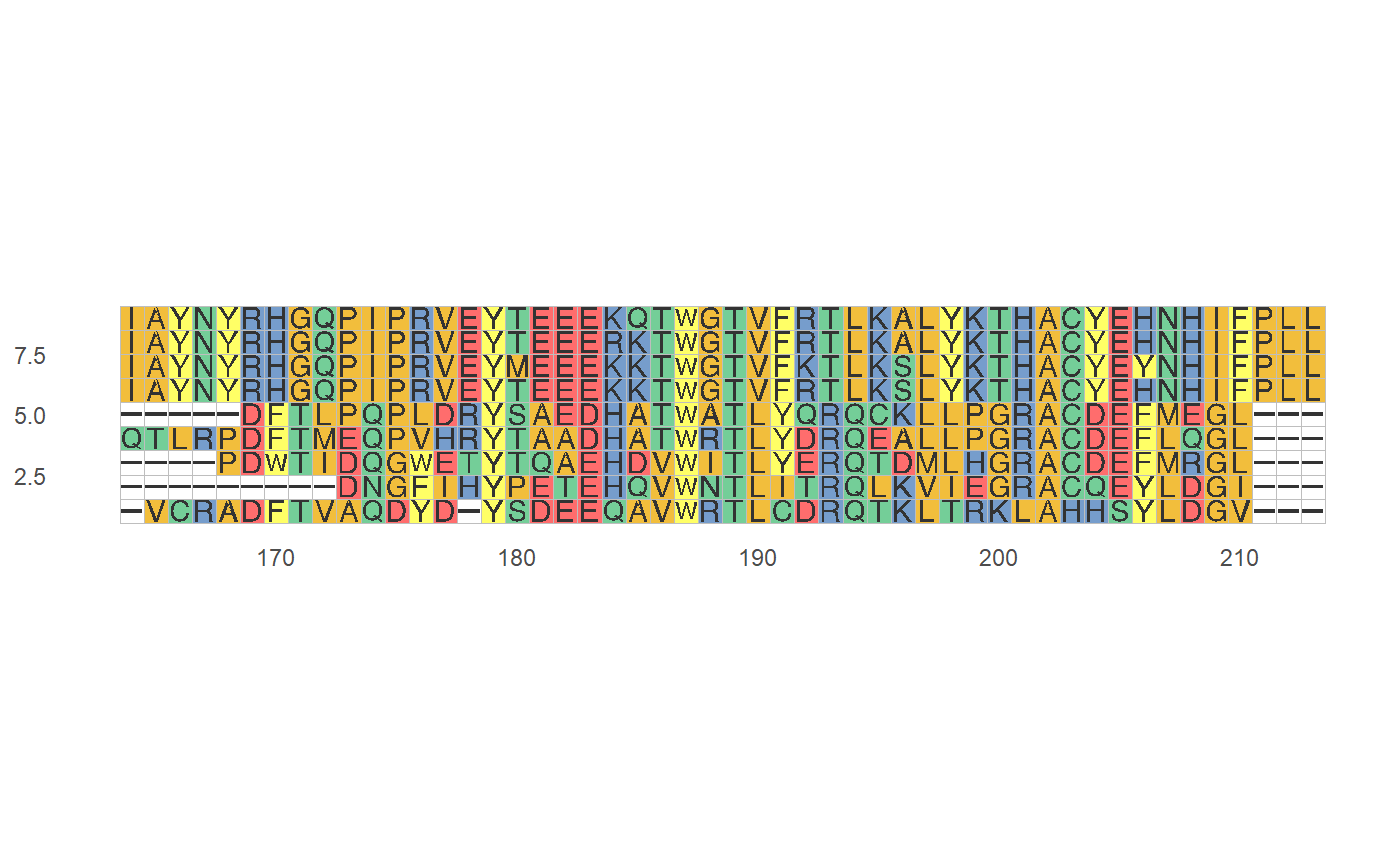 IAYNYRHGQPIPRVEYTEEEKQTWGTVFRTLKALYKTHACYEHNHIFPLL
IAYNYRHGQPIPRVEYTEEERKTWGTVFRTLKALYKTHACYEHNHIFPLL
7.5
IAYNYRHGQPIPRVEYMEEEKKTWGTVFKTLKSLYKTHACYEYNHIFPLL
IAYNYRHGQPIPRVEYTEEEKKTWGTVFRTLKSLYKTHACYEHNHIFPLL
5.0
-----DFTLPQPLDRYSAEDHATWATLYQRQCKLLPGRACDEFMEGL---
QTLRPDFTMEQPVHRYTAADHATWRTLYDRQEALLPGRACDEFLQGL---
----PDWTIDQGWETYTQAEHDVWITLYERQTDMLHGRACDEFMRGL---
2.5
---------DNGFIHYPETEHQVWNTLITRQLKVIEGRACQEYLDGI---
-VCRADFTVAQDYD-YSDEEQAVWRTLCDRQTKLTRKLAHHSYLDGV---
170 180 190 200 210